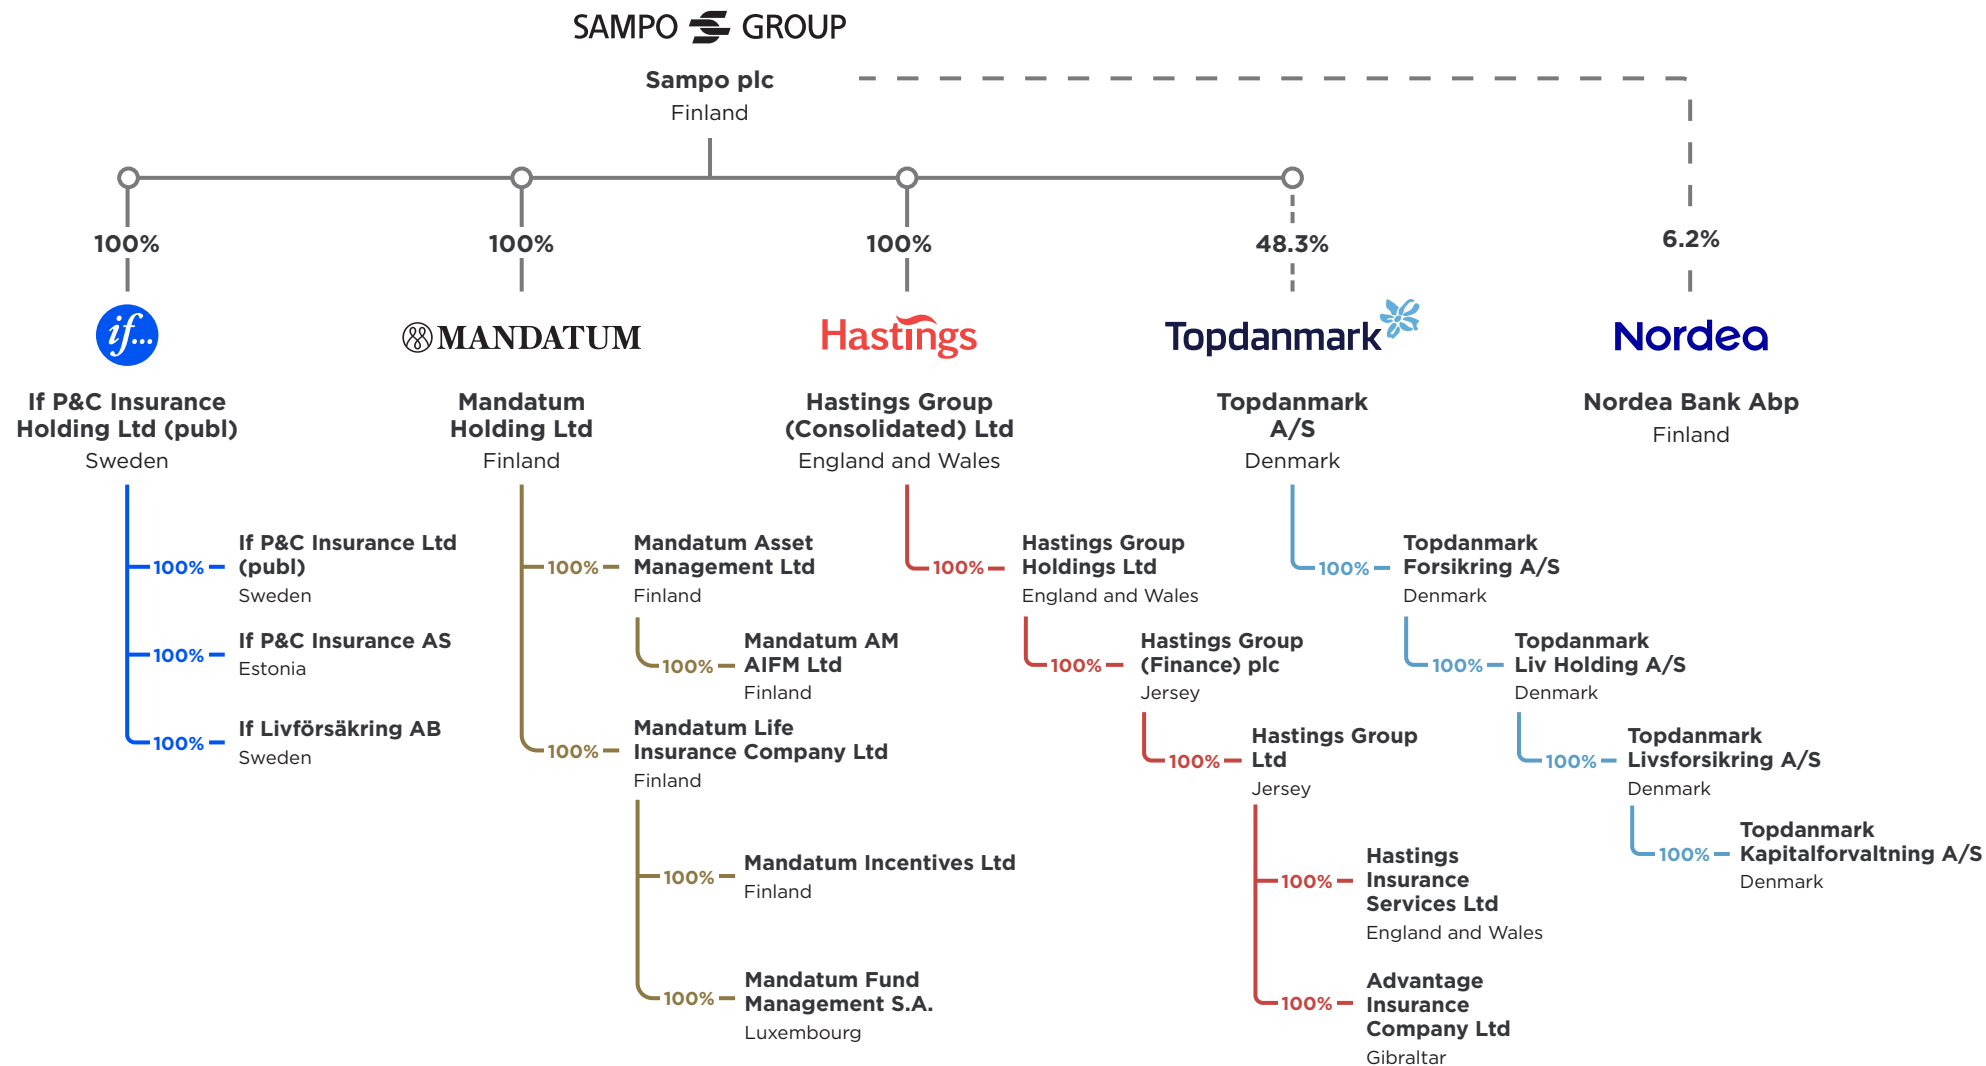 SAMPO GROUP
Sampo plc
Finland
100%
100%
100%
48.3%
6.2%
if...
MANDATUM
Hastings
Topdanmark
Nordea
If P&C Insurance
Holding Ltd (publ)
Sweden
Mandatum
Holding Ltd
Finland
Hastings Group
(Consolidated) Ltd
England and Wales
Topdanmark
A/S
Denmark
Nordea Bank Abp
Finland
100%
If P&C Insurance Ltd
(publ)
Sweden
100%
If P&C Insurance AS
Estonia
100%
If Livförsäkring AB
Sweden
100%
Mandatum Asset
Management Ltd
Finland
100%
Mandatum AM
AIFM Ltd
Finland
100%
Mandatum Life
Insurance Company Ltd
Finland
100%
Mandatum Incentives Ltd
Finland
100%
Mandatum Fund
Management S.A.
Luxembourg
100%
Hastings Group
Holdings Ltd
England and Wales
100%
Hastings Group
(Finance) plc
Jersey
100%
Hastings Group
Ltd
Jersey
100%
Hastings
Insurance
Services Ltd
England and Wales
100%
Advantage
Insurance
Company Ltd
Gibraltar
100%
Topdanmark
Forsikring A/S
Denmark
100%
Topdanmark
Liv Holding A/S
Denmark
100%
Topdanmark
Livsforsikring A/S
Denmark
100%
Topdanmark
Kapitalforvaltning A/S
Denmark